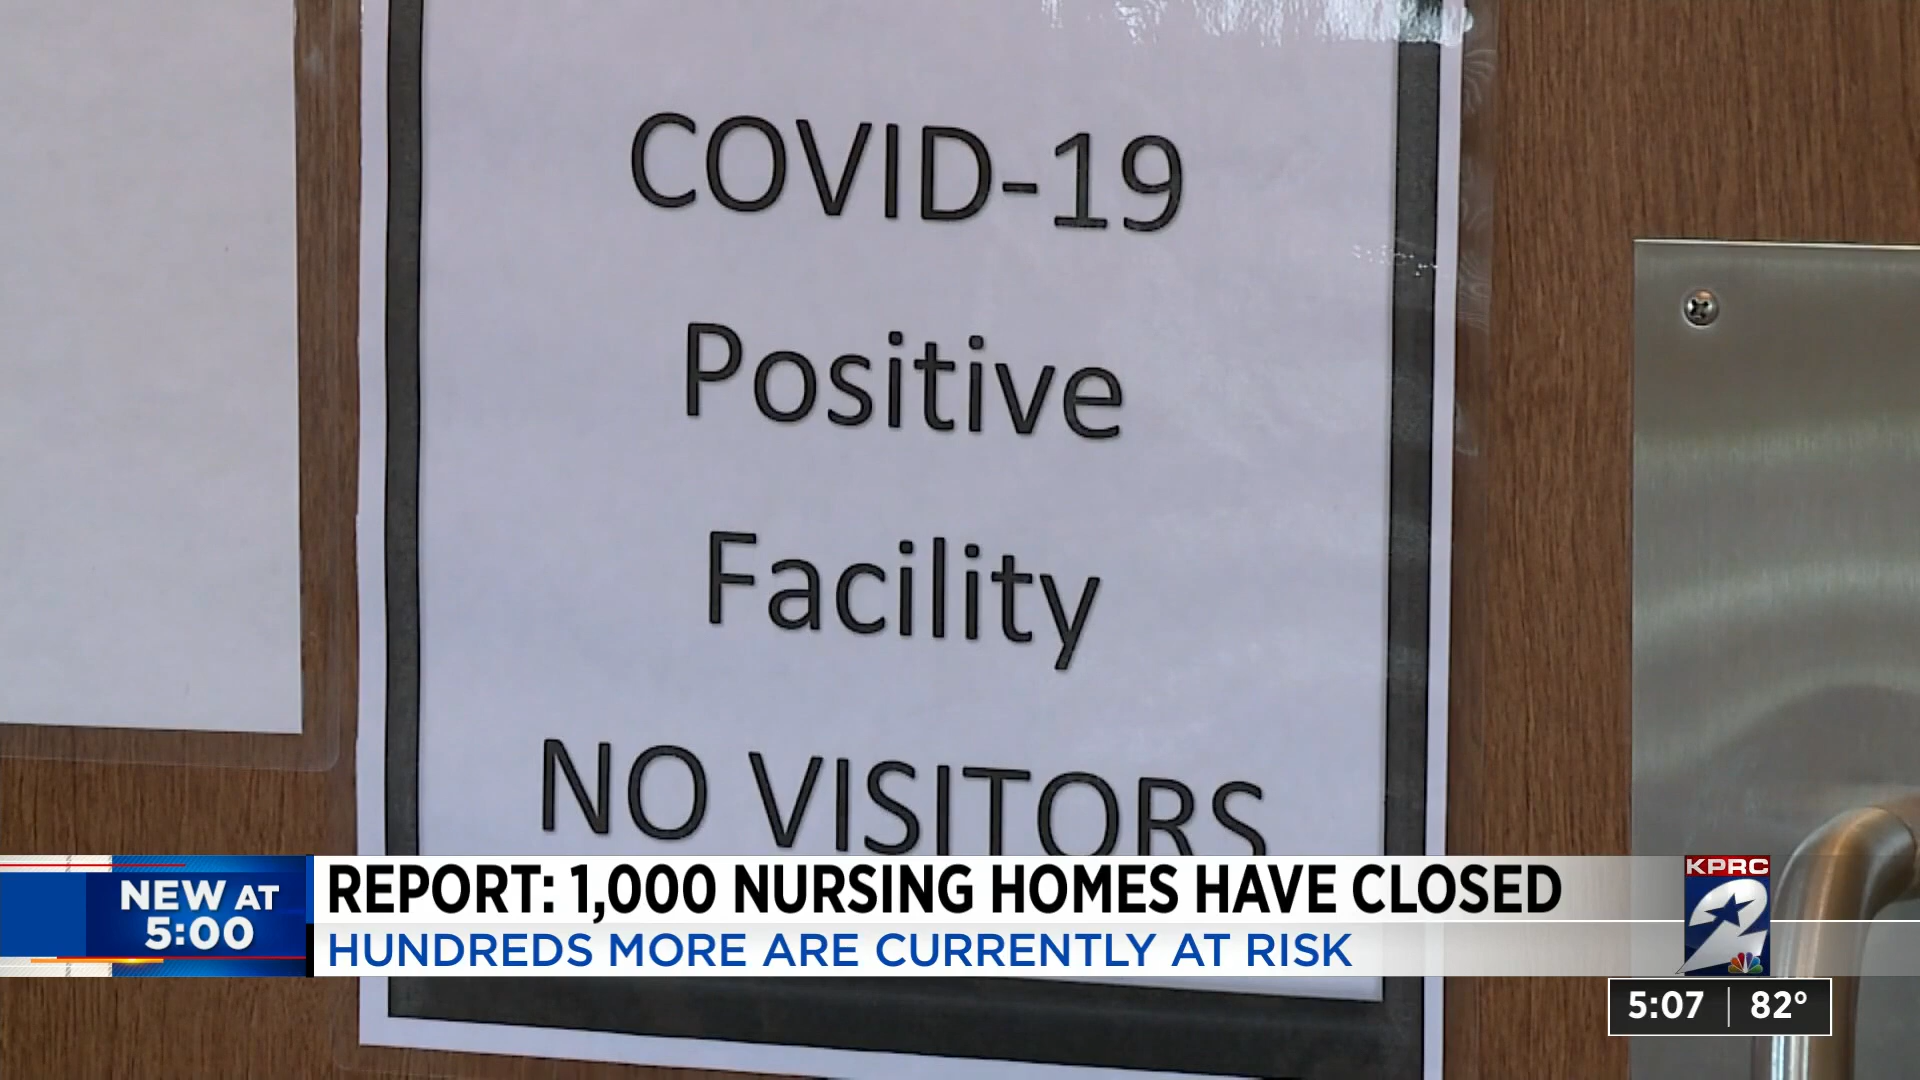 COVID-19
Positive
Facility
NO VISITORS
NEW AT
5:00
REPORT: 1,000 NURSING HOMES HAVE CLOSED
HUNDREDS MORE ARE CURRENTLY AT RISK
KPRC
2
5:07 82°